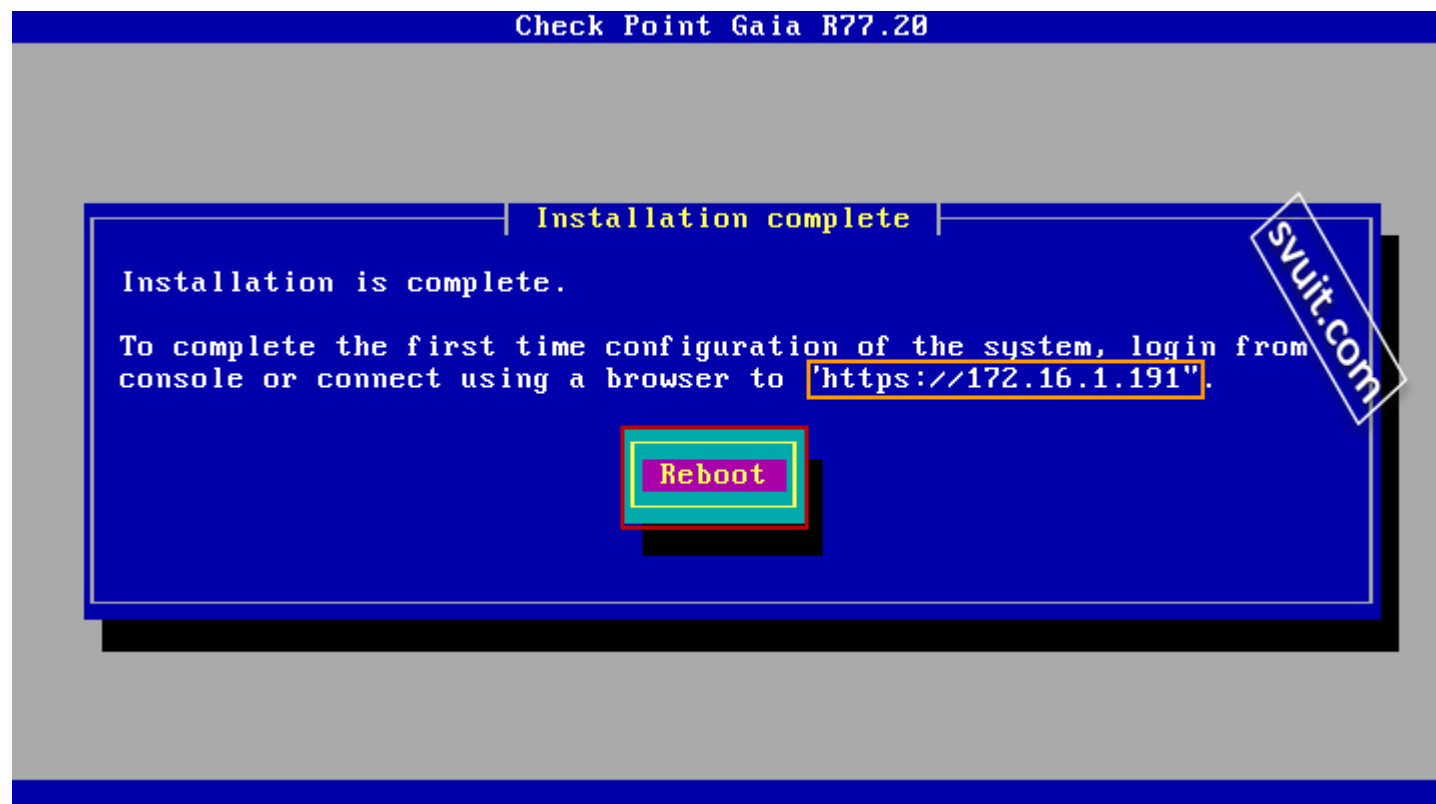 Check Point Gaia R77.20
Installation complete
Installation is complete.
To complete the first time configuration of the system, login from
console or connect using a browser to "https://172.16.1.191".
Reboot
svuit.com